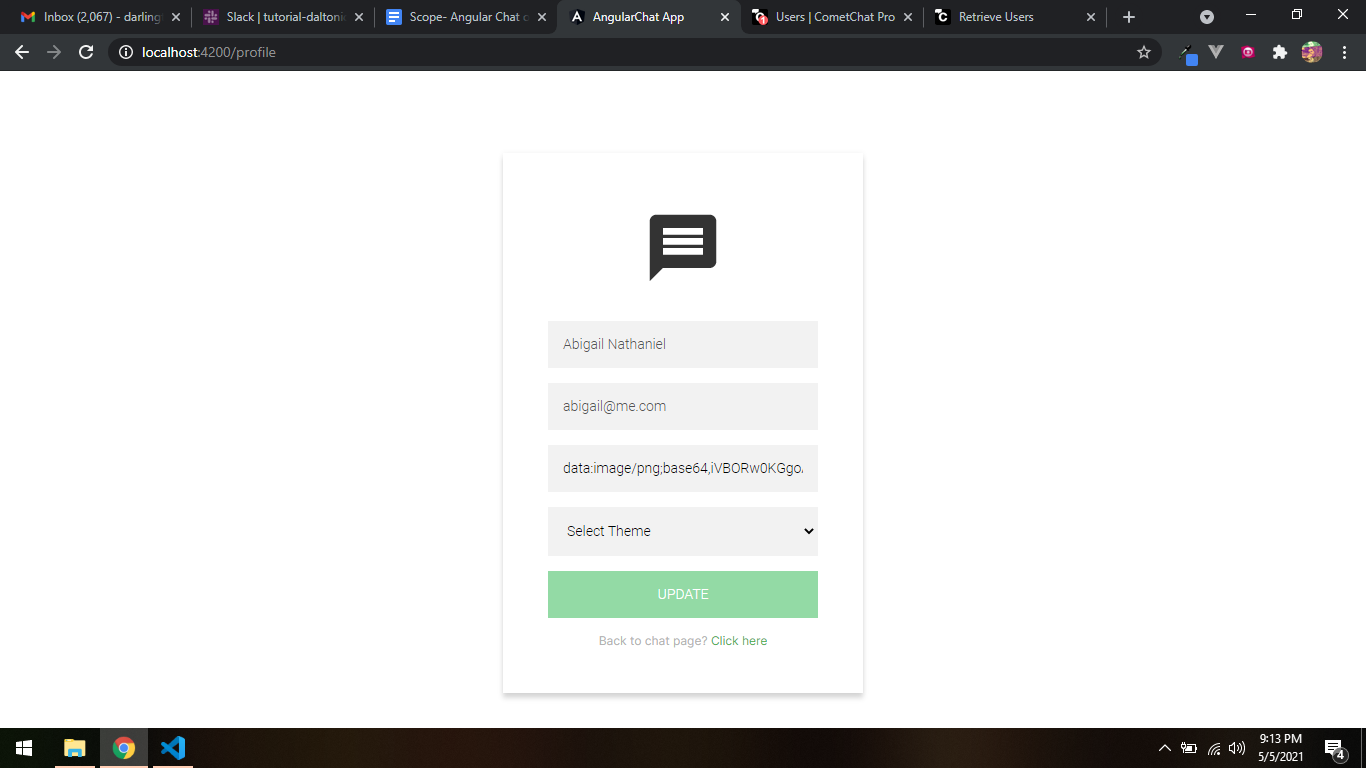 Inbox (2,067) - darling
Slack | tutorial-daltonic
Scope- Angular Chat
AngularChat App
Users | CometChat Pro
Retrieve Users
localhost:4200/profile
Abigail Nathaniel
abigail@me.com
data:image/png;base64,iVBORw0KGgo
Select Theme
UPDATE
Back to chat page? Click here
9:13 PM
5/5/2021
4